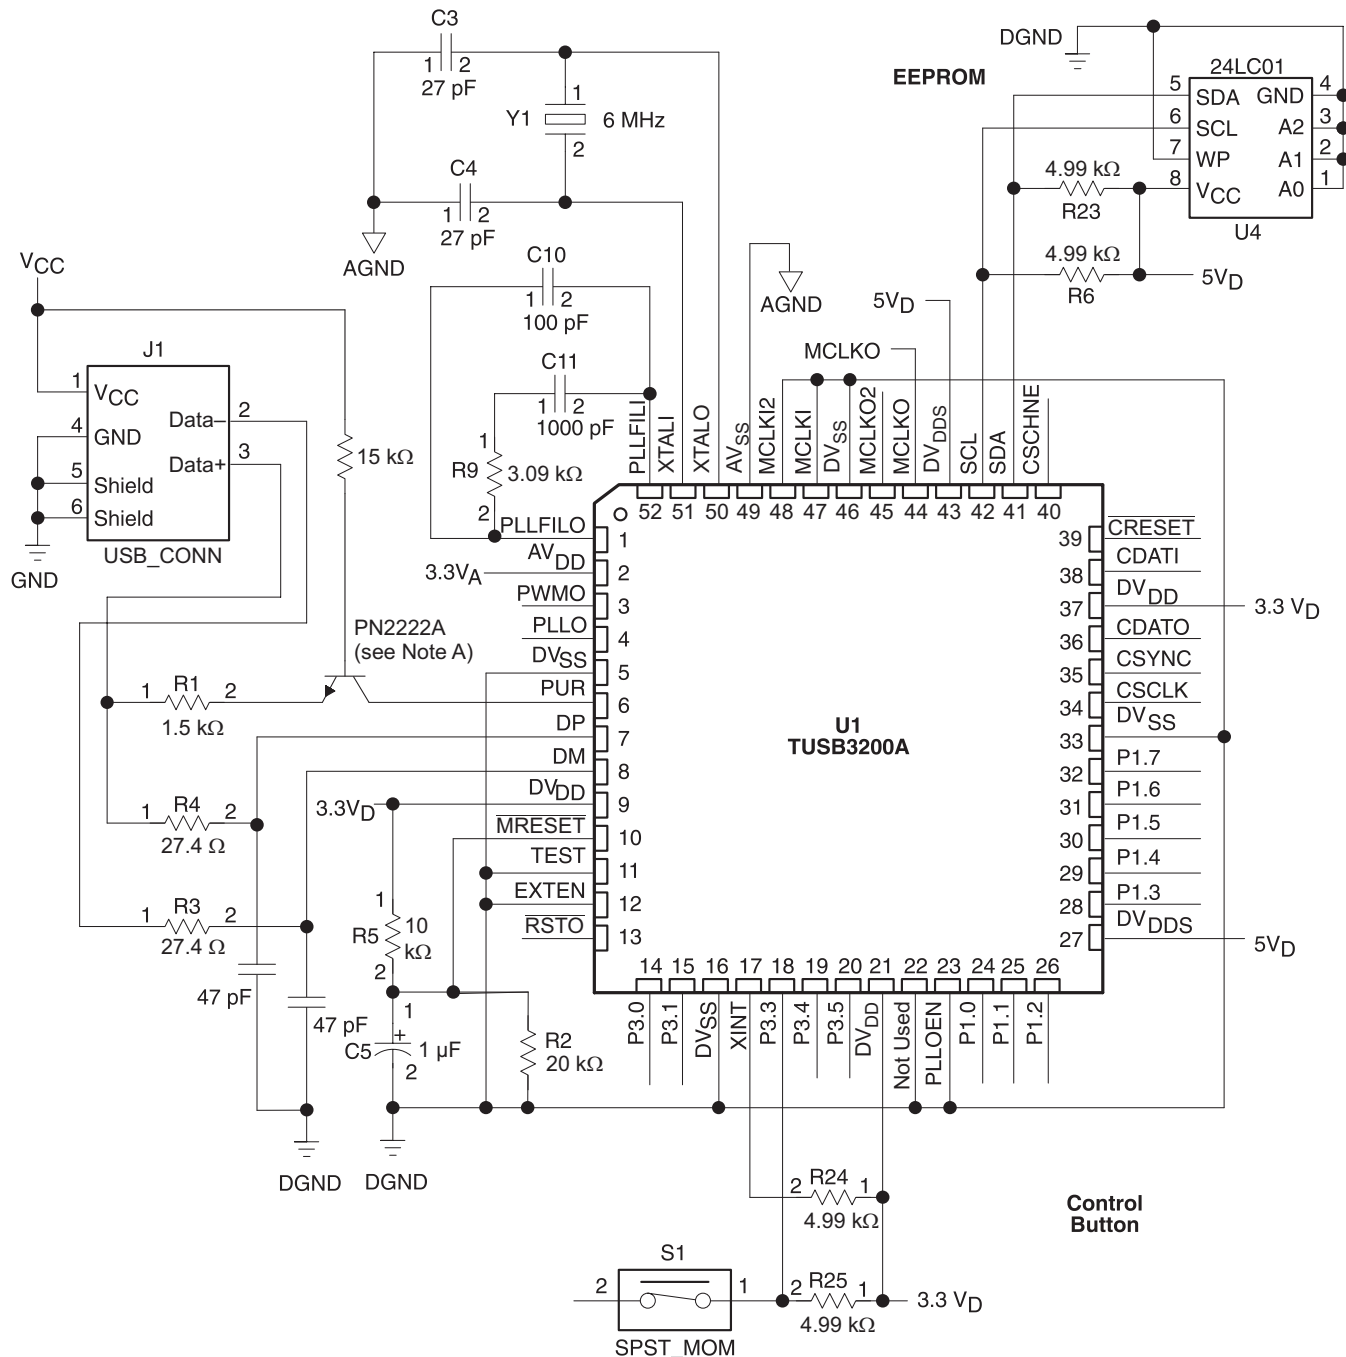 C3
1 2
27 pF
Y1
1
2
6 MHz
C4
1 2
27 pF
AGND
EEPROM
DGND
24LC01
5 SDA GND 4
6 SCL A2 3
7 WP A1 2
8 VCC A0 1
U4
4.99 kΩ
R23
4.99 kΩ
R6
5VD
VCC
J1
1 VCC
Data– 2
4 GND
Data+ 3
5 Shield
6 Shield
USB_CONN
GND
15 kΩ
C10
1 2
100 pF
C11
1 2
1000 pF
R9
1
3.09 kΩ
2
AGND
5VD
MCLKO
PLLFILI
XTALI
XTALO
AVSS
MCLKI2
MCLKI
DVSS
MCLKO2
MCLKO
DVDDS
SCL
SDA
CSCHNE
52 51 50 49 48 47 46 45 44 43 42 41 40
PLLFILO 1
3.3VA
AVDD 2
PWMO 3
PLLO 4
DVSS 5
PUR 6
DP 7
DM 8
3.3VD
DVDD 9
MRESET 10
TEST 11
EXTEN 12
RSTO 13
U1
TUSB3200A
39 CRESET
38 CDATI
37 DVDD
3.3 VD
36 CDATO
35 CSYNC
34 CSCLK
33 DVSS
32 P1.7
31 P1.6
30 P1.5
29 P1.4
28 P1.3
27 DVDDS
5VD
PN2222A
(see Note A)
1 R1 2
1.5 kΩ
1 R4 2
27.4 Ω
1 R3 2
27.4 Ω
47 pF
47 pF
DGND
1
R5
10
kΩ
2
1
+
C5
1 µF
2
DGND
R2
20 kΩ
14 15 16 17 18 19 20 21 22 23 24 25 26
P3.0
P3.1
DVSS
XINT
P3.3
P3.4
P3.5
DVDD
Not Used
PLLOEN
P1.0
P1.1
P1.2
2 R24 1
4.99 kΩ
2 R25 1
4.99 kΩ
3.3 VD
S1
2 1
SPST_MOM
Control
Button